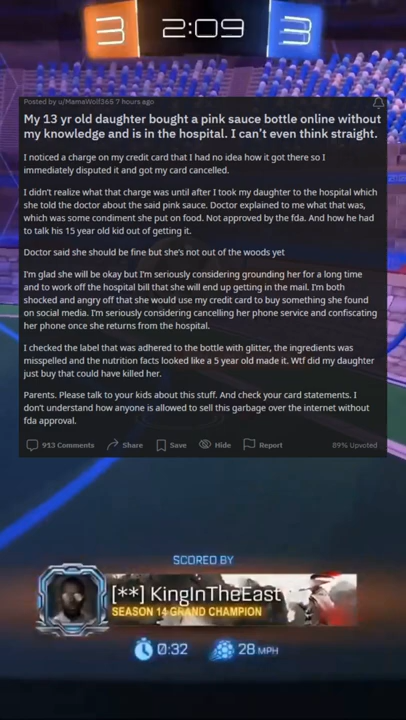 3 2:09 3
Posted by u/MamaWolf366 7 hours ago
My 13 yr old daughter bought a pink sauce bottle online without
my knowledge and is in the hospital. I can't even think straight.
I noticed a charge on my credit card that I had no idea how it got there so I
immediately disputed it and got my card cancelled.
I didn't realize what that charge was until after I took my daughter to the hospital which
she told the doctor about the said pink sauce. Doctor explained to me what that was,
which was some condiment she put on food. Not approved by the fda. And how he had
to talk his 15 year old kid out of getting it.
Doctor said she should be fine but she's not out of the woods yet
I'm glad she will be okay but I'm seriously considering grounding her for a long time
and to work off the hospital bill that she will end up getting in the mail. I'm both
shocked and angry off that she would use my credit card to buy something she found
on social media. I'm seriously considering cancelling her phone service and confiscating
her phone once she returns from the hospital.
I checked the label that was adhered to the bottle with glitter, the ingredients was
misspelled and the nutrition facts looked like a 5 year old made it. Wtf did my daughter
just buy that could have killed her.
Parents. Please talk to your kids about this stuff. And check your card statements. I
don't understand how anyone is allowed to sell this garbage over the internet without
fda approval.
913 Comments Share Save Hide Report 89% Upvoted
SCORED BY
[**] KingInTheEast
SEASON 14 GRAND CHAMPION
0:32 28 MPH